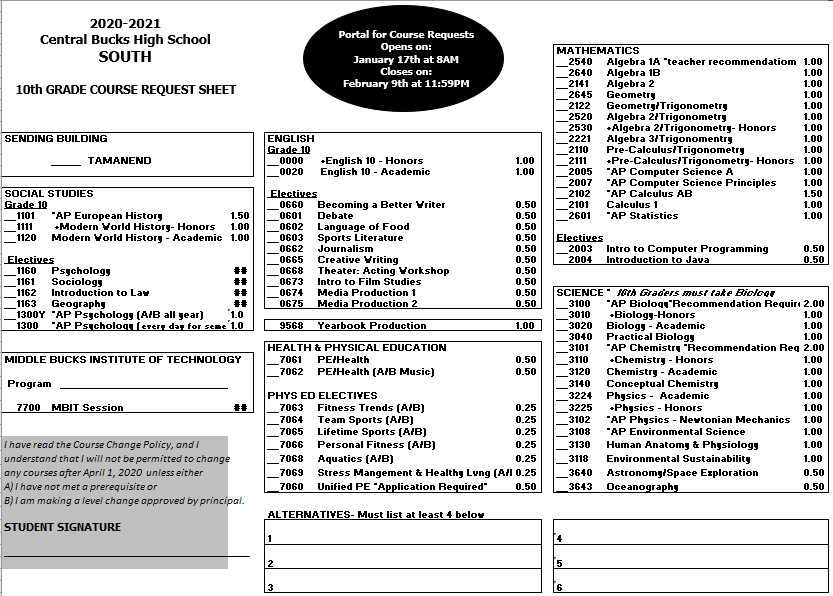 2020-2021
Central Bucks High School
SOUTH
10th GRADE COURSE REQUEST SHEET
Portal for Course Requests
Opens on:
January 17th at 8AM
Closes on:
February 9th at 11:59PM
SENDING BUILDING
_____ TAMANEND
SOCIAL STUDIES
Grade 10
__1101 *AP European History 1.50
__1111 +Modern World History- Honors 1.00
__1120 Modern World History - Academic 1.00
Electives
__1160 Psychology ##
__1161 Sociology ##
__1162 Introduction to Law ##
__1163 Geography ##
__1300Y *AP Psychology (A/B all year) 1.0
__1300 *AP Psychology (every day for seme 1.0
MIDDLE BUCKS INSTITUTE OF TECHNOLOGY
Program ____________________
__7700 MBIT Session ##
I have read the Course Change Policy, and I
understand that I will not be permitted to change
any courses after April 1, 2020 unless either
A) I have not met a prerequisite or
B) I am making a level change approved by principal.
STUDENT SIGNATURE
ENGLISH
Grade 10
__0000 +English 10 - Honors 1.00
__0020 English 10 - Academic 1.00
Electives
__0660 Becoming a Better Writer 0.50
__0601 Debate 0.50
__0602 Language of Food 0.50
__0603 Sports Literature 0.50
__0662 Journalism 0.50
__0665 Creative Writing 0.50
__0668 Theater: Acting Workshop 0.50
__0673 Intro to Film Studies 0.50
__0674 Media Production 1 0.50
__0675 Media Production 2 0.50
__9568 Yearbook Production 1.00
HEALTH & PHYSICAL EDUCATION
__7061 PE/Health 0.50
__7062 PE/Health (A/B Music) 0.50
PHYS ED ELECTIVES
__7063 Fitness Trends (A/B) 0.25
__7064 Team Sports (A/B) 0.25
__7065 Lifetime Sports (A/B) 0.25
__7066 Personal Fitness (A/B) 0.25
__7068 Aquatics (A/B) 0.25
__7069 Stress Mangement & Healthy Lvng (A/I 0.25
__7060 Unified PE *Application Required* 0.50
ALTERNATIVES- Must list at least 4 below
1
2
3
MATHEMATICS
__2540 Algebra 1A *teacher recommendation 1.00
__2640 Algebra 1B 1.00
__2141 Algebra 2 1.00
__2645 Geometry 1.00
__2122 Geometry/Trigonometry 1.00
__2520 Algebra 2/Trigonometry 1.00
__2530 +Algebra 2/Trigonometry- Honors 1.00
__2221 Algebra 3/Trigonomentry 1.00
__2110 Pre-Calculus/Trigonometry 1.00
__2111 +Pre-Calculus/Trigonometry- Honors 1.00
__2005 *AP Computer Science A 1.00
__2007 *AP Computer Science Principles 1.00
__2102 *AP Calculus AB 1.50
__2101 Calculus 1 1.00
__2601 *AP Statistics 1.00
Electives
__2003 Intro to Computer Programming 0.50
__2004 Introduction to Java 0.50
SCIENCE * 10th Graders must take Biology
__3100 *AP Biology*Recommendation Require 2.00
__3010 +Biology-Honors 1.00
__3020 Biology - Academic 1.00
__3040 Practical Biology 1.00
__3101 *AP Chemistry *Recommendation Req 2.00
__3110 +Chemistry - Honors 1.00
__3120 Chemistry - Academic 1.00
__3140 Conceptual Chemistry 1.00
__3224 Physics - Academic 1.00
__3225 +Physics - Honors 1.00
__3102 *AP Physics - Newtonian Mechanics 1.00
__3108 *AP Environmental Science 1.00
__3130 Human Anatomy & Physiology 1.00
__3118 Environmental Sustainability 1.00
__3640 Astronomy/Space Exploration 0.50
__3643 Oceanography 0.50
4
5
6